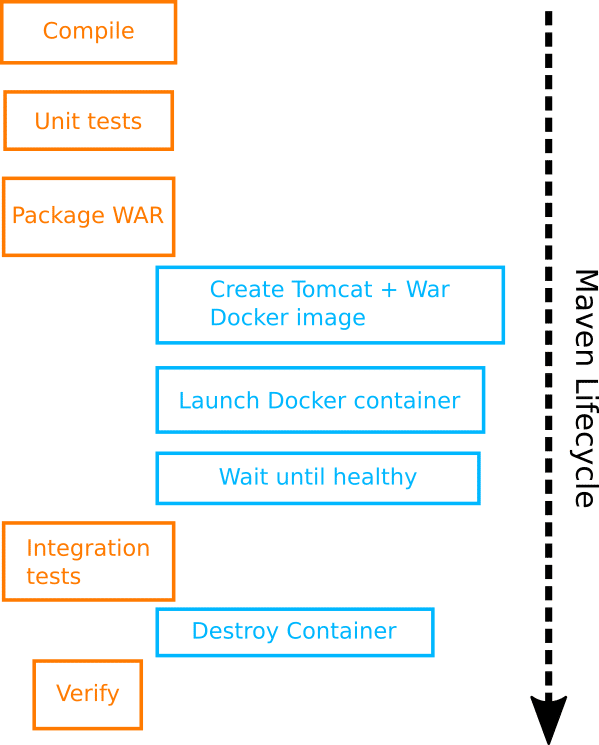 Compile
Unit tests
Package WAR
Create Tomcat + War
Docker image
Launch Docker container
Wait until healthy
Integration
tests
Destroy Container
Verify
Maven Lifecycle